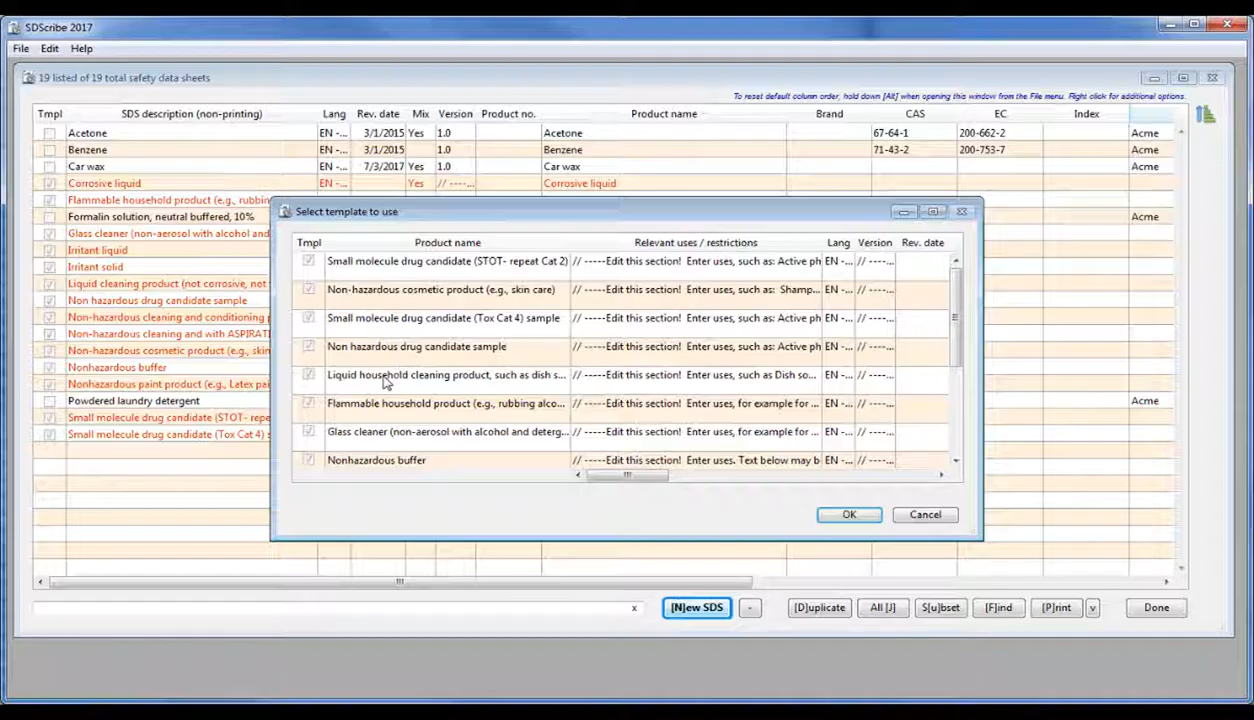 SDScribe 2017
File Edit Help
19 listed of 19 total safety data sheets
To reset default column order, hold down [Alt] when opening this window from the File menu. Right click for additional options.
Tmpl SDS description (non-printing) Lang Rev. date Mix Version Product no. Product name Brand CAS EC Index
Acetone EN -... 3/1/2015 Yes 1.0 Acetone 67-64-1 200-662-2 Acme
Benzene EN -... 3/1/2015 Yes 1.0 Benzene 71-43-2 200-753-7 Acme
Car wax EN -... 7/3/2017 Yes 1.0 Car wax Acme
Corrosive liquid EN -... Yes // ----... Corrosive liquid
Flammable household product (e.g., rubbin
Formalin solution, neutral buffered, 10% Acme
Glass cleaner (non-aerosol with alcohol and
Irritant liquid
Irritant solid
Liquid cleaning product (not corrosive, not
Non hazardous drug candidate sample
Non-hazardous cleaning and conditioning p
Non-hazardous cleaning and with ASPIRATI
Non-hazardous cosmetic product (e.g., skin
Nonhazardous buffer
Nonhazardous paint product (e.g., Latex pai
Powdered laundry detergent Acme
Small molecule drug candidate (STOT- repe
Small molecule drug candidate (Tox Cat 4) s
Select template to use
Tmpl Product name Relevant uses / restrictions Lang Version Rev. date
Small molecule drug candidate (STOT- repeat Cat 2) // -----Edit this section! Enter uses, such as: Active ph EN -... // ----...
Non-hazardous cosmetic product (e.g., skin care) // -----Edit this section! Enter uses, such as: Shamp... EN -... // ----...
Small molecule drug candidate (Tox Cat 4) sample // -----Edit this section! Enter uses, such as: Active ph EN -... // ----...
Non hazardous drug candidate sample // -----Edit this section! Enter uses, such as: Active ph EN -... // ----...
Liquid household cleaning product, such as dish s... // -----Edit this section! Enter uses, such as Dish so... EN -... // ----...
Flammable household product (e.g., rubbing alco... // -----Edit this section! Enter uses, for example for ... EN -... // ----...
Glass cleaner (non-aerosol with alcohol and deterg... // -----Edit this section! Enter uses, for example for ... EN -... // ----...
Nonhazardous buffer // -----Edit this section! Enter uses. Text below may b EN -... // ----...
OK Cancel
x [N]ew SDS - [D]uplicate All [J] S[u]bset [F]ind [P]rint v Done